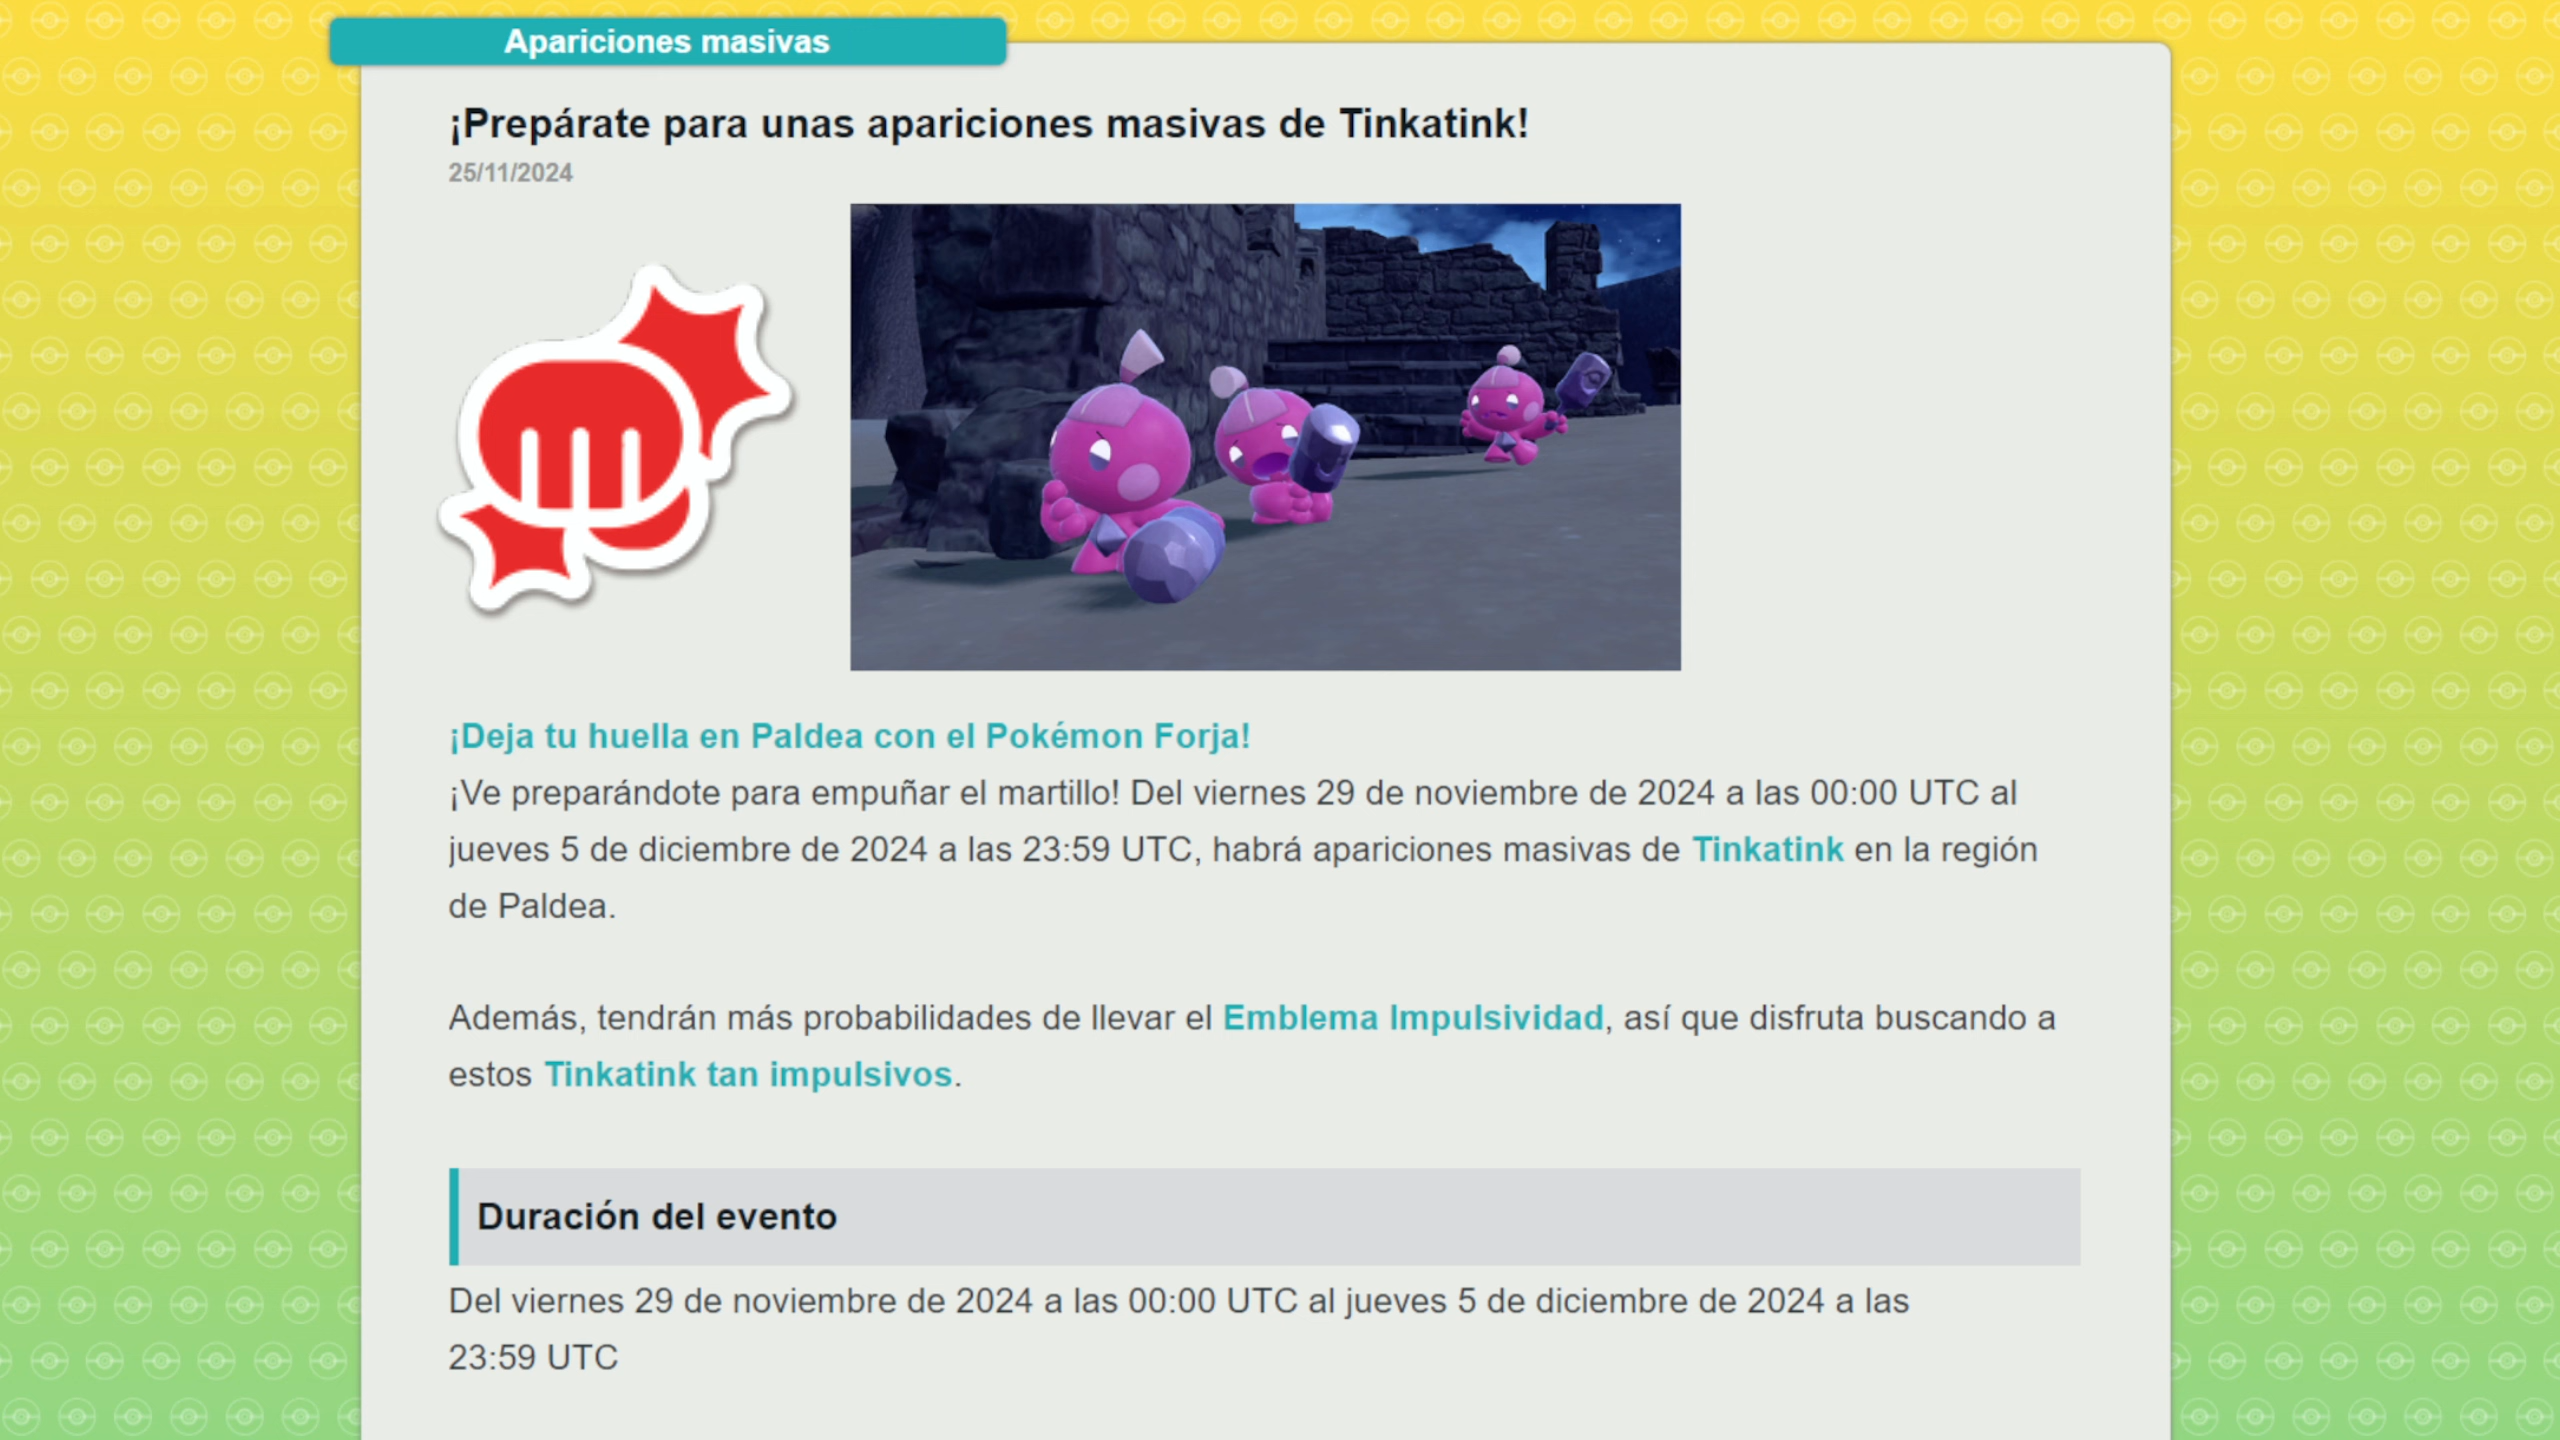 Apariciones masivas
¡Prepárate para unas apariciones masivas de Tinkatink!
25/11/2024
¡Deja tu huella en Paldea con el Pokémon Forja!
¡Ve preparándote para empuñar el martillo! Del viernes 29 de noviembre de 2024 a las 00:00 UTC al
jueves 5 de diciembre de 2024 a las 23:59 UTC, habrá apariciones masivas de Tinkatink en la región
de Paldea.
Además, tendrán más probabilidades de llevar el Emblema Impulsividad, así que disfruta buscando a
estos Tinkatink tan impulsivos.
Duración del evento
Del viernes 29 de noviembre de 2024 a las 00:00 UTC al jueves 5 de diciembre de 2024 a las
23:59 UTC